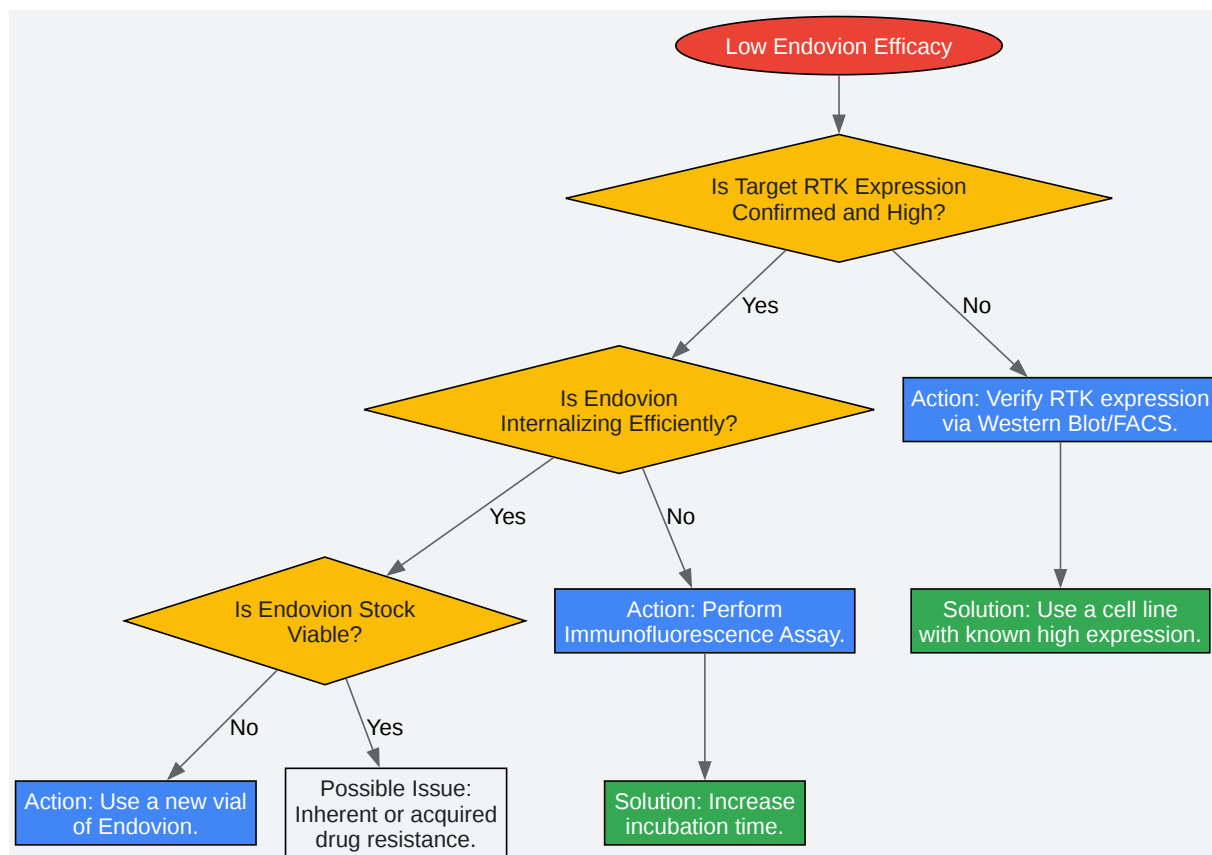 Low Endovion Efficacy
Is Target RTK Expression
Confirmed and High?
Yes
No
Is Endovion
Internalizing Efficiently?
Action: Verify RTK expression
via Western Blot/FACS.
Yes
No
Is Endovion Stock
Viable?
Action: Perform
Immunofluorescence Assay.
Solution: Use a cell line
with known high expression.
No
Yes
Action: Use a new vial
of Endovion.
Possible Issue:
Inherent or acquired
drug resistance.
Solution: Increase
incubation time.